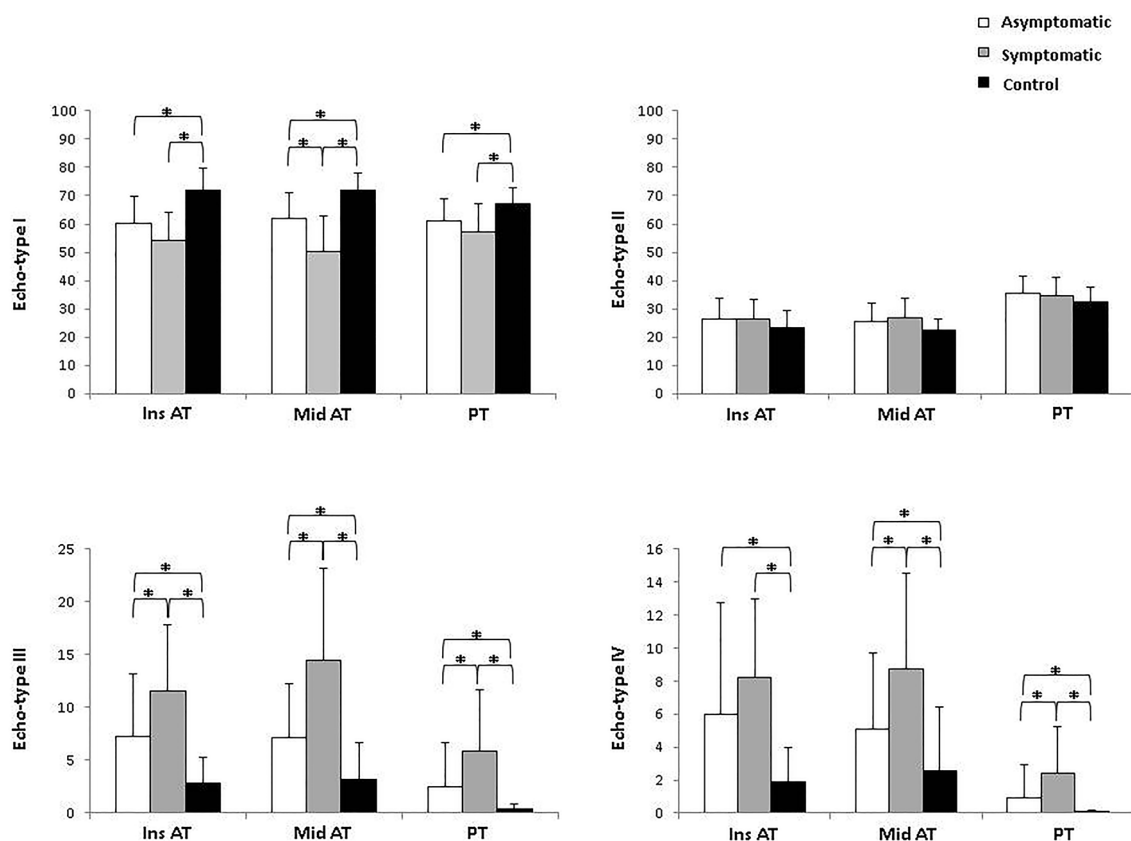 Asymptomatic
Symptomatic
Control
Echo-type I
100
90
80
70
60
50
40
30
20
10
0
* * * * * * *
Ins AT Mid AT PT
Echo-type II
100
90
80
70
60
50
40
30
20
10
0
Ins AT Mid AT PT
Echo-type III
25
20
15
10
5
0
* * * * * * * * *
Ins AT Mid AT PT
Echo-type IV
16
14
12
10
8
6
4
2
0
* * * * * * * *
Ins AT Mid AT PT